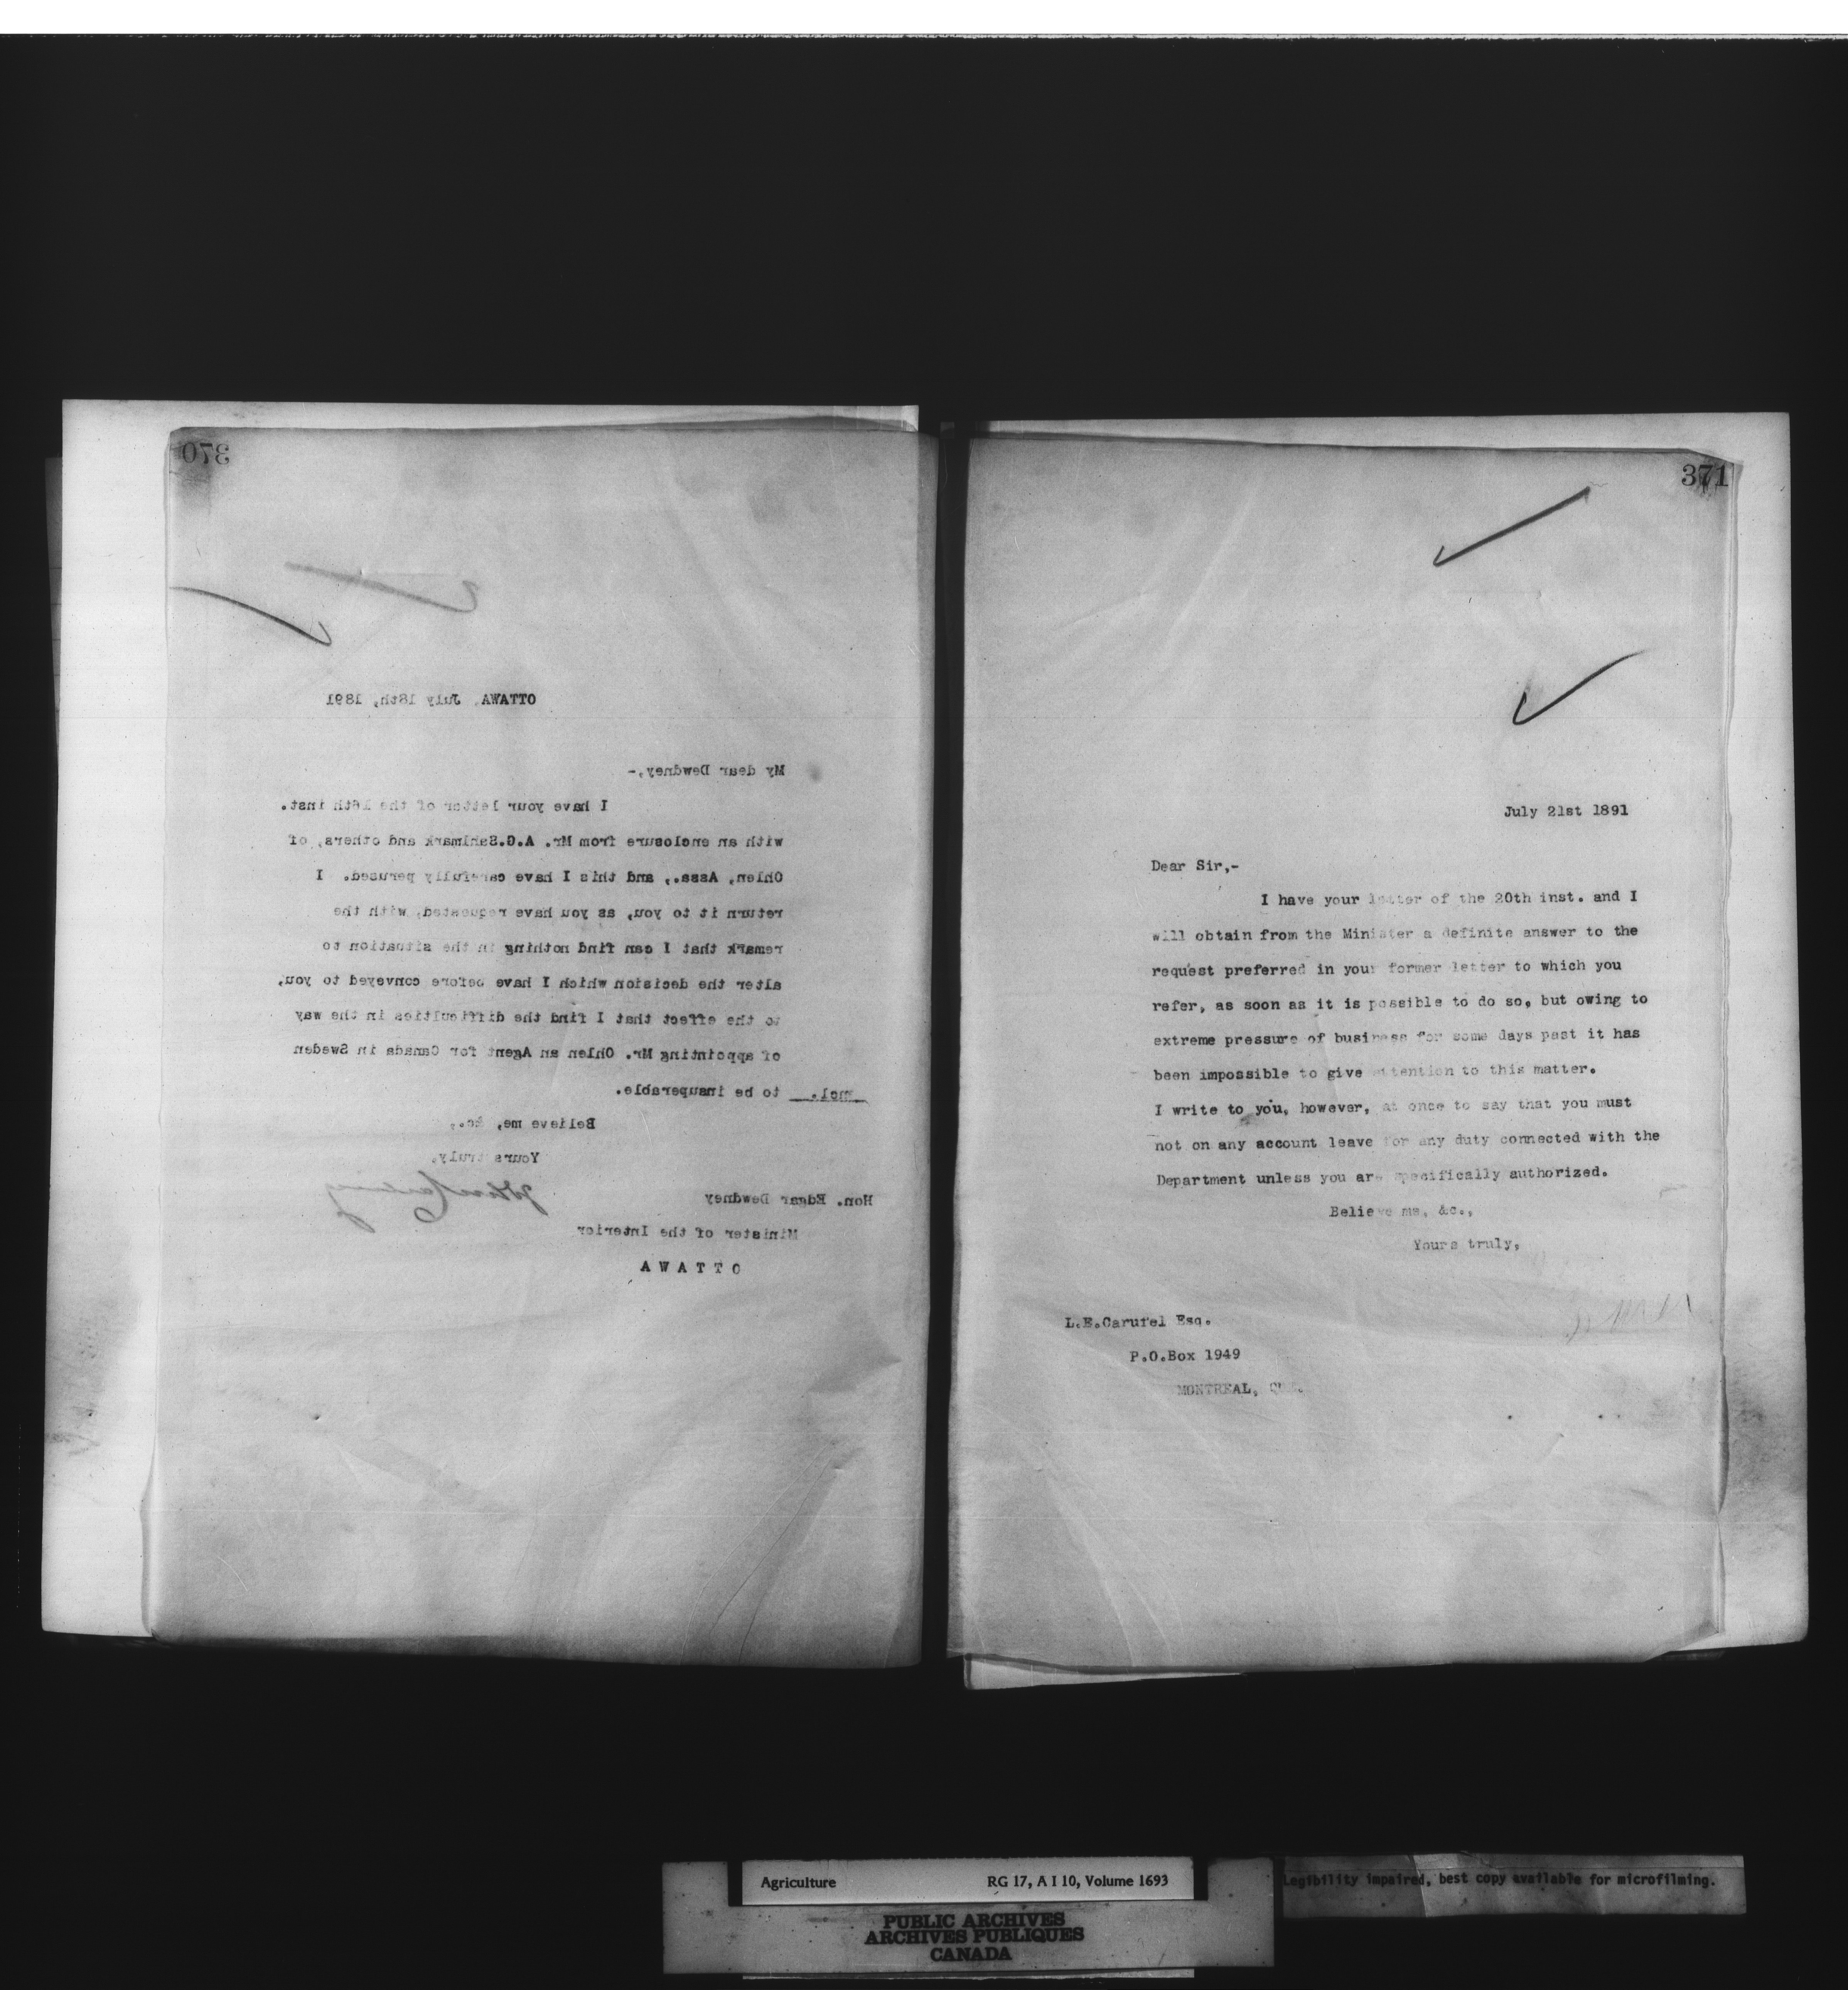 370
OTTAWA, July 18th, 1891
My dear Dewdney,-
I have your letter of the 16th inst.
with an enclosure from Mr. A.G.Sahlmark and others, of
Ohlen, Assa., and this I have carefully perused. I
return it to you, as you have requested, with the
remark that I can find nothing in the situation to
alter the decision which I have before conveyed to you,
to the effect that I find the difficulties in the way
of appointing Mr. Ohlen an Agent for Canada in Sweden
incl. to be insuperable.
Believe me, &c.,
Yours truly,
John Carling
Hon. Edgar Dewdney
Minister of the Interior
OTTAWA
371
July 21st 1891
Dear Sir,-
I have your letter of the 20th inst. and I
will obtain from the Minister a definite answer to the
request preferred in your former letter to which you
refer, as soon as it is possible to do so, but owing to
extreme pressure of business for some days past it has
been impossible to give attention to this matter.
I write to you, however, at once to say that you must
not on any account leave for any duty connected with the
Department unless you are specifically authorized.
Believe me, &c.,
Yours truly,
L.E.Carufel Esq.
P.O.Box 1949
MONTREAL,
Agriculture RG 17, A I 10, Volume 1693
PUBLIC ARCHIVES
ARCHIVES PUBLIQUES
CANADA
Legibility impaired, best copy available for microfilming.